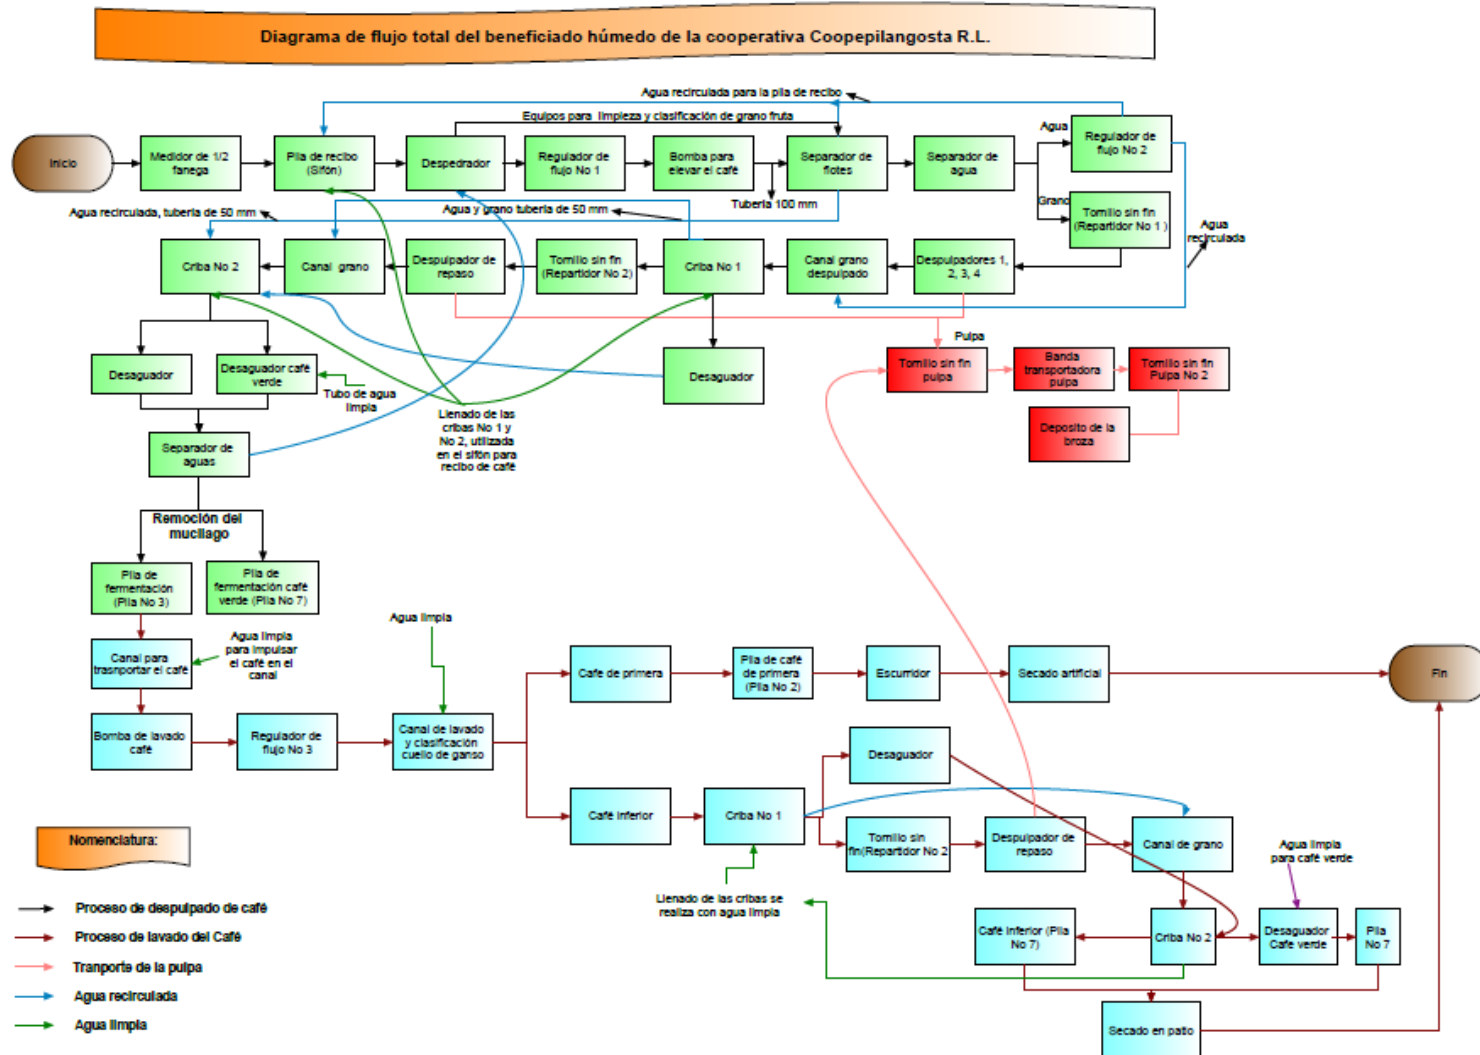 Diagrama de flujo total del beneficiado húmedo de la cooperativa Coopepilangosta R.L.
Agua recirculada para la pila de recibo
Equipos para limpieza y clasificación de grano fruta
Inicio
Medidor de 1/2
fanega
Pila de recibo
(Sifón)
Despedrador
Regulador de
flujo No 1
Bomba para
elevar el café
Separador de
flotes
Separador de
agua
Agua
Regulador de
flujo No 2
Grano
Tornillo sin fin
(Repartidor No 1 )
Tubería 100 mm
Agua recirculada, tubería de 50 mm
Agua y grano tubería de 50 mm
Agua
recirculada
Criba No 2
Canal grano
Despulpador de
repaso
Tornillo sin fin
(Repartidor No 2)
Criba No 1
Canal grano
despulpado
Despulpadores 1,
2, 3, 4
Desaguador
Desaguador café
verde
Tubo de agua
limpia
Desaguador
Pulpa
Tornillo sin fin
pulpa
Banda
transportadora
pulpa
Tornillo sin fin
Pulpa No 2
Deposito de la
broza
Llenado de las
cribas No 1 y
No 2, utilizada
en el sifón para
recibo de café
Separador de
aguas
Remoción del
mucilago
Pila de
fermentación
(Pila No 3)
Pila de
fermentación café
verde (Pila No 7)
Canal para
trasnportar el café
Agua limpia
para impulsar
el café en el
canal
Agua limpia
Bomba de lavado
café
Regulador de
flujo No 3
Canal de lavado
y clasificación
cuello de ganso
Cafe de primera
Pila de café
de primera
(Pila No 2)
Escurridor
Secado artificial
Fin
Desaguador
Café inferior
Criba No 1
Tornillo sin
fin(Repartidor No 2
Despulpador de
repaso
Canal de grano
Agua limpia
para café verde
Llenado de las cribas se
realiza con agua limpia
Café inferior (Pila
No 7)
Criba No 2
Desaguador
Cafe verde
Pila
No 7
Secado en patio
Nomenclatura:
Proceso de despulpado de café
Proceso de lavado del Café
Tranporte de la pulpa
Agua recirculada
Agua limpia